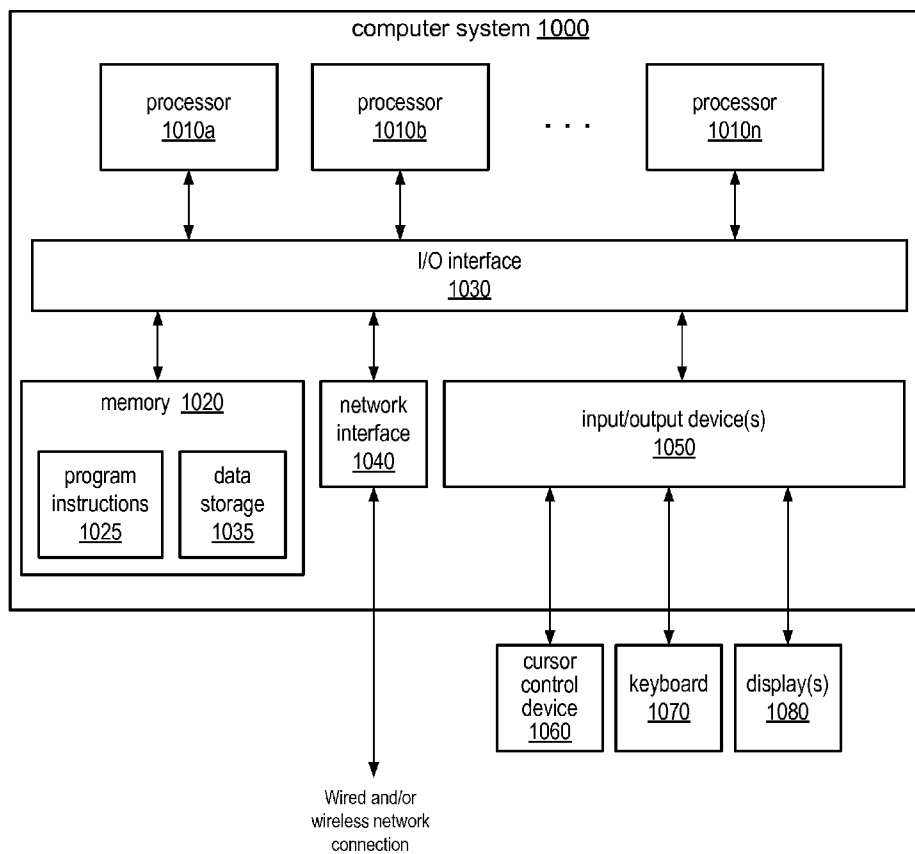 computer system 1000
processor
1010a
processor
1010b
. . .
processor
1010n
I/O interface
1030
memory 1020
program
instructions
1025
data
storage
1035
network
interface
1040
input/output device(s)
1050
cursor
control
device
1060
keyboard
1070
display(s)
1080
Wired and/or
wireless network
connection